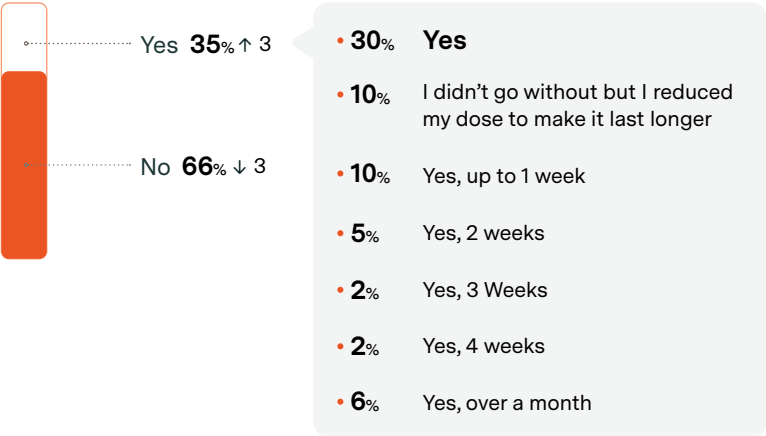 Yes 35% ↑ 3
No 66% ↓ 3
• 30% Yes
• 10% I didn’t go without but I reduced
my dose to make it last longer
• 10% Yes, up to 1 week
• 5% Yes, 2 weeks
• 2% Yes, 3 Weeks
• 2% Yes, 4 weeks
• 6% Yes, over a month